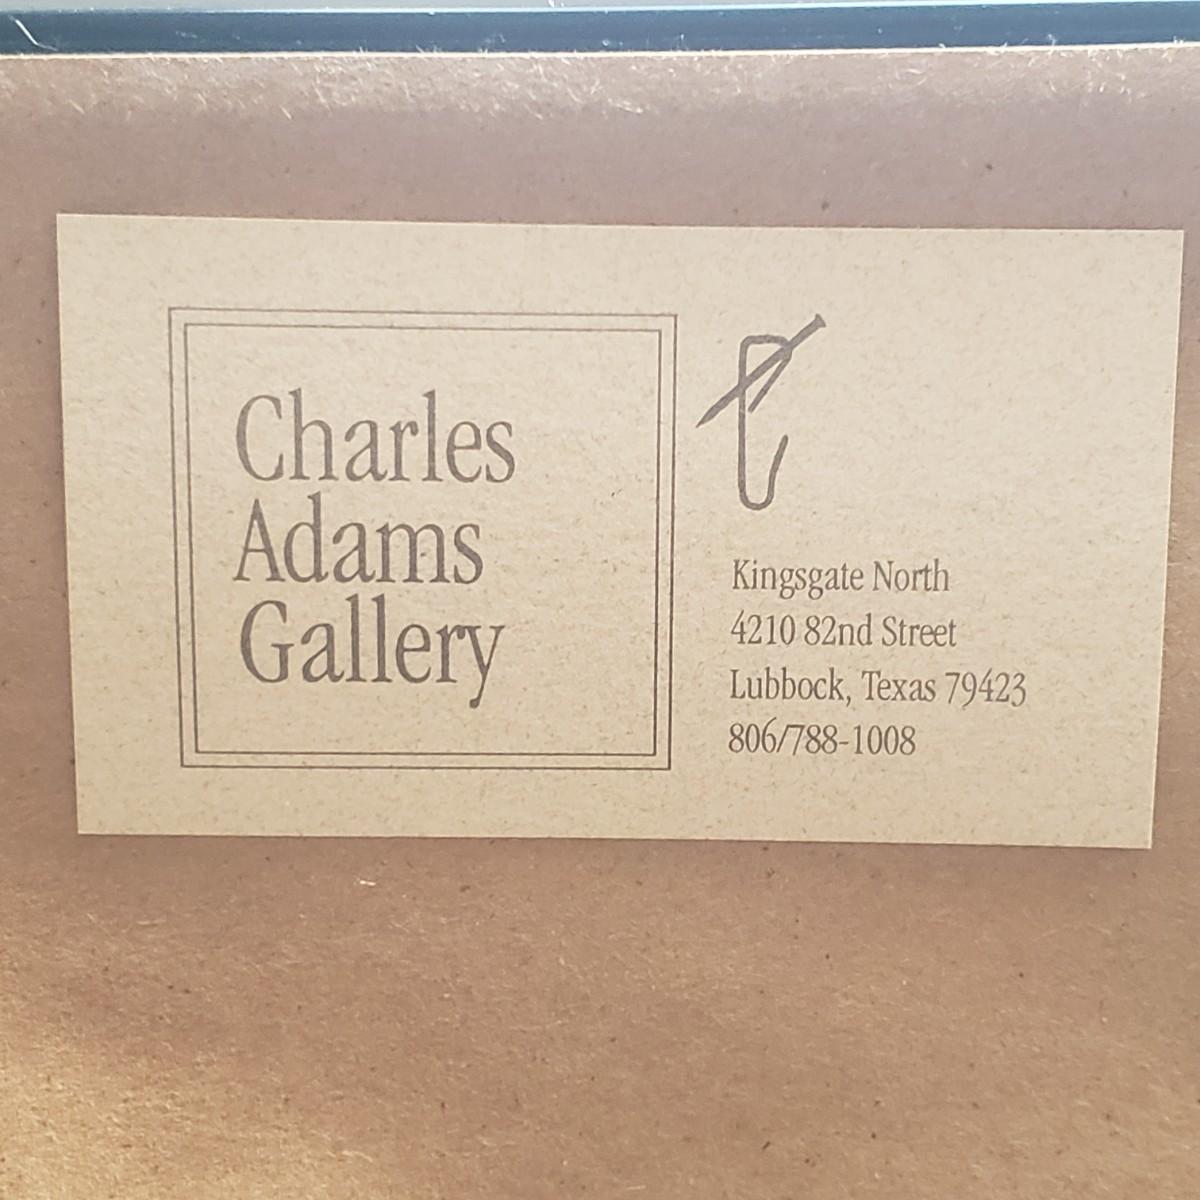 Charles
Adams
Gallery
Kingsgate North
4210 82nd Street
Lubbock, Texas 79423
806/788-1008